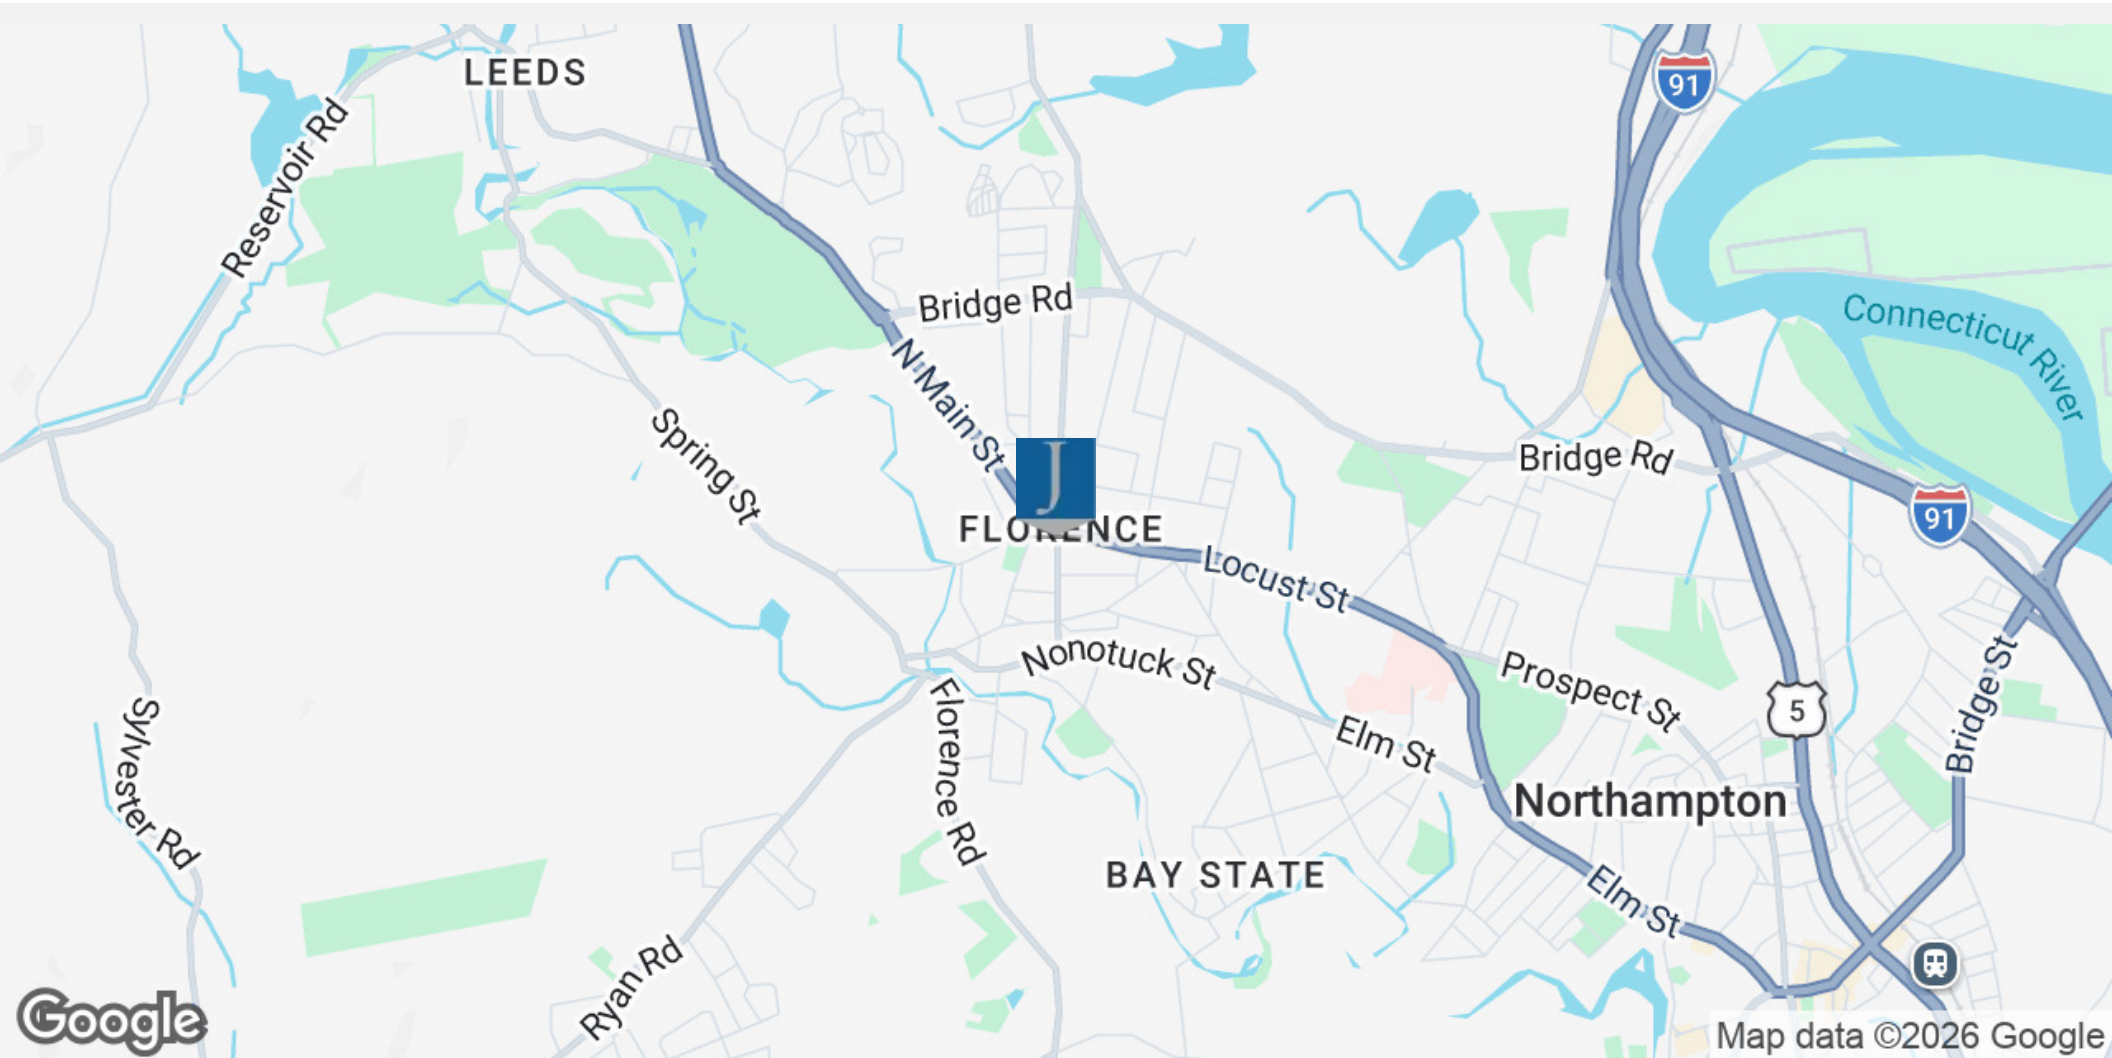 LEEDS
91
Reservoir Rd
Bridge Rd
Connecticut River
N Main St
Spring St
Bridge Rd
J
91
FLORENCE
Locust St
Nonotuck St
Prospect St
Elm St
5
Bridge St
Sylvester Rd
Florence Rd
Northampton
BAY STATE
Elm St
Ryan Rd
Google
Map data ©2026 Google